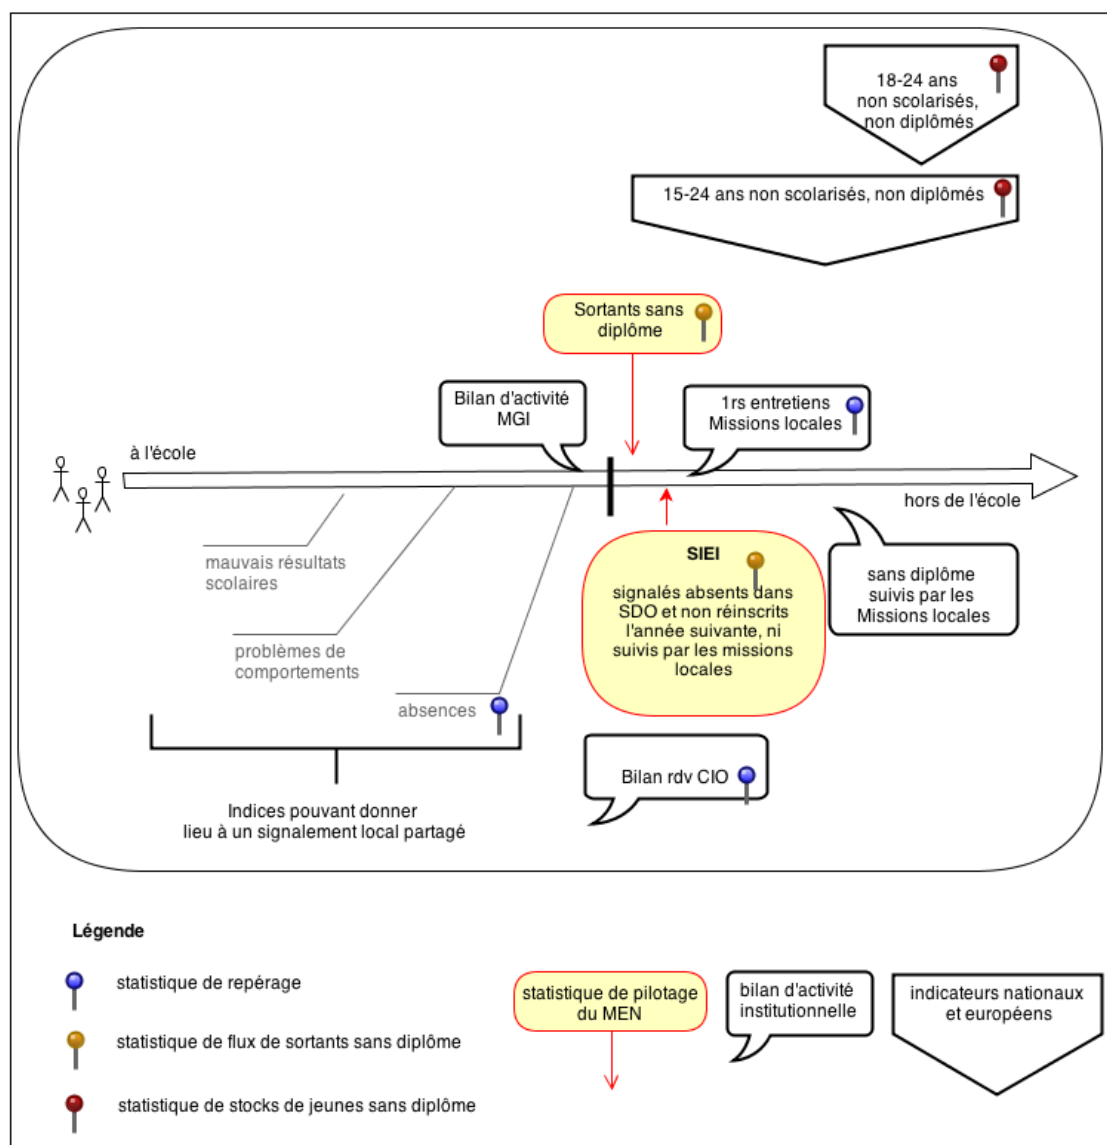 18-24 ans
non scolarisés,
non diplômés
15-24 ans non scolarisés, non diplômés
Sortants sans
diplôme
Bilan d'activité
MGI
1rs entretiens
Missions locales
à l'école
hors de l'école
mauvais résultats
scolaires
problèmes de
comportements
absences
SIEI
signalés absents dans
SDO et non réinscrits
l'année suivante, ni
suivis par les missions
locales
sans diplôme
suivis par les
Missions locales
Bilan rdv CIO
Indices pouvant donner
lieu à un signalement local partagé
Légende
statistique de repérage
statistique de flux de sortants sans diplôme
statistique de stocks de jeunes sans diplôme
statistique de pilotage
du MEN
bilan d'activité
institutionnelle
indicateurs nationaux
et européens